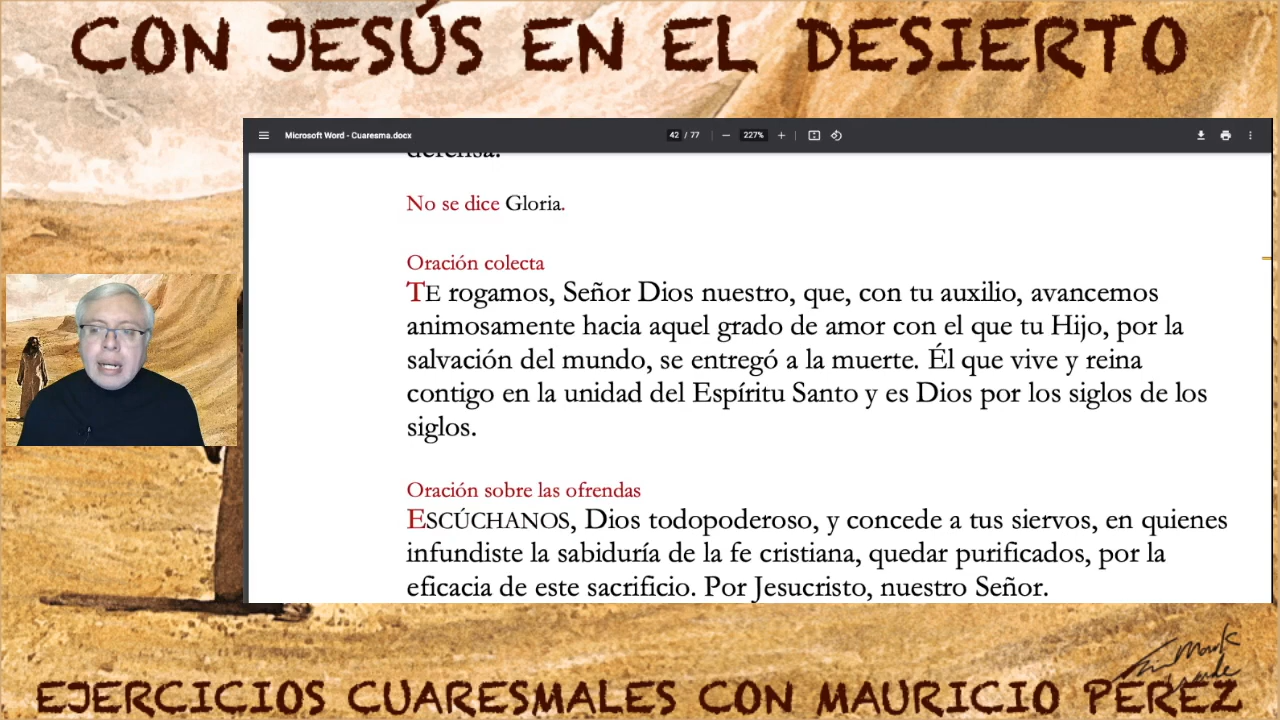 CON JESÚS EN EL DESIERTO
Microsoft Word - Cuaresma.docx
42 / 77
227%
defensa.
No se dice Gloria.
Oración colecta
TE rogamos, Señor Dios nuestro, que, con tu auxilio, avancemos
animosamente hacia aquel grado de amor con el que tu Hijo, por la
salvación del mundo, se entregó a la muerte. Él que vive y reina
contigo en la unidad del Espíritu Santo y es Dios por los siglos de los
siglos.
Oración sobre las ofrendas
ESCÚCHANOS, Dios todopoderoso, y concede a tus siervos, en quienes
infundiste la sabiduría de la fe cristiana, quedar purificados, por la
eficacia de este sacrificio. Por Jesucristo, nuestro Señor.
EJERCICIOS CUARESMALES CON MAURICIO PÉREZ